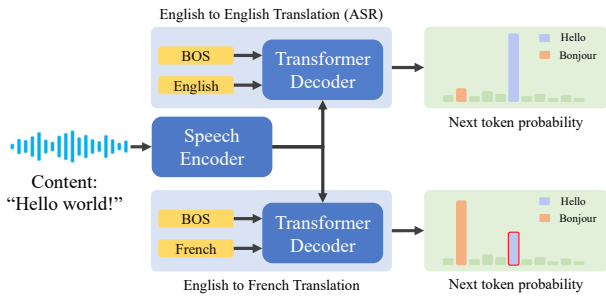 English to English Translation (ASR)
BOS
English
Transformer
Decoder
Hello
Bonjour
Next token probability
Speech
Encoder
Content:
“Hello world!”
BOS
French
Transformer
Decoder
Hello
Bonjour
Next token probability
English to French Translation